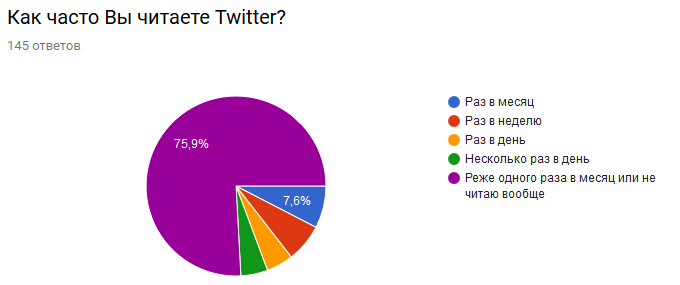 Как часто Вы читаете Twitter?
145 ответов
75,9%
7,6%
Раз в месяц
Раз в неделю
Раз в день
Несколько раз в день
Реже одного раза в месяц или не
читаю вообще